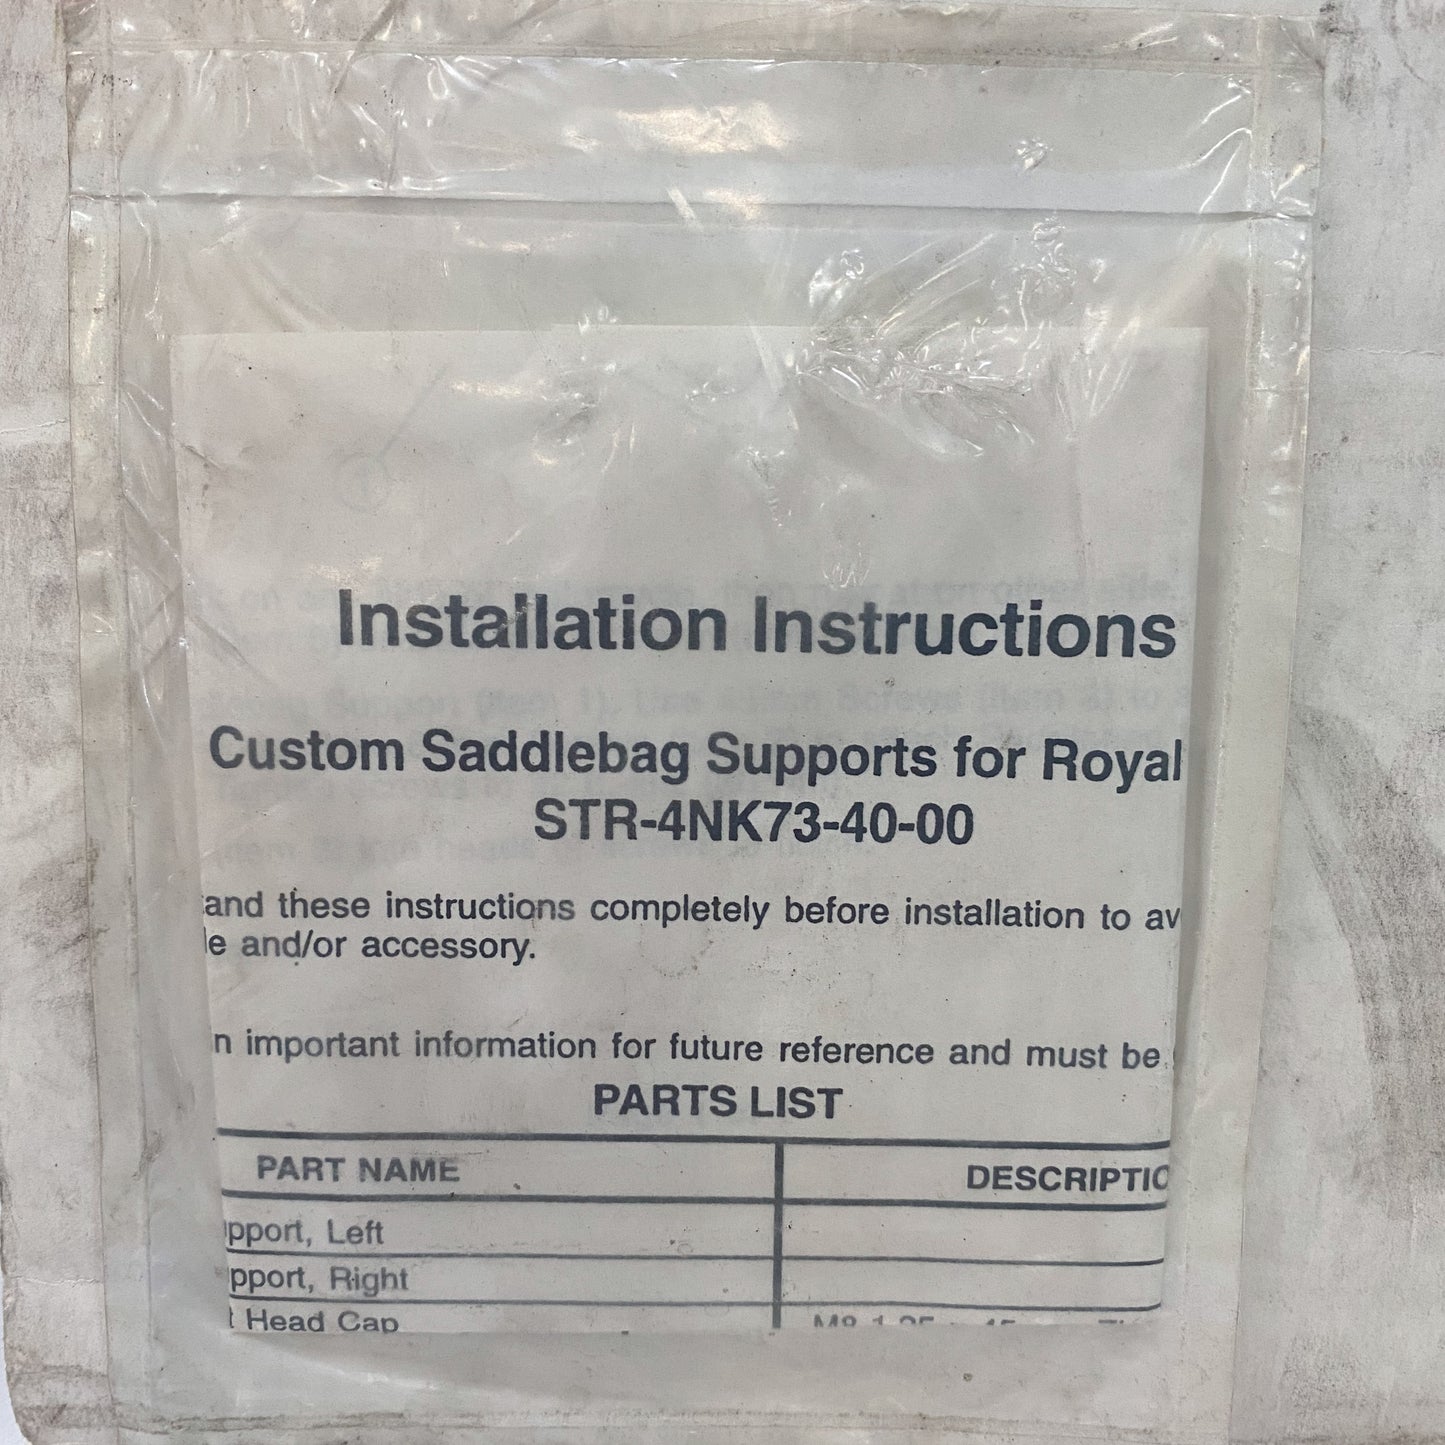 Installation Instructions
Custom Saddlebag Supports for Royal
STR-4NK73-40-00
and these instructions completely before installation to av
le and/or accessory.
n important information for future reference and must be
PARTS LIST
PART NAME DESCRIPTIO
pport, Left
pport, Right
t Head Cap